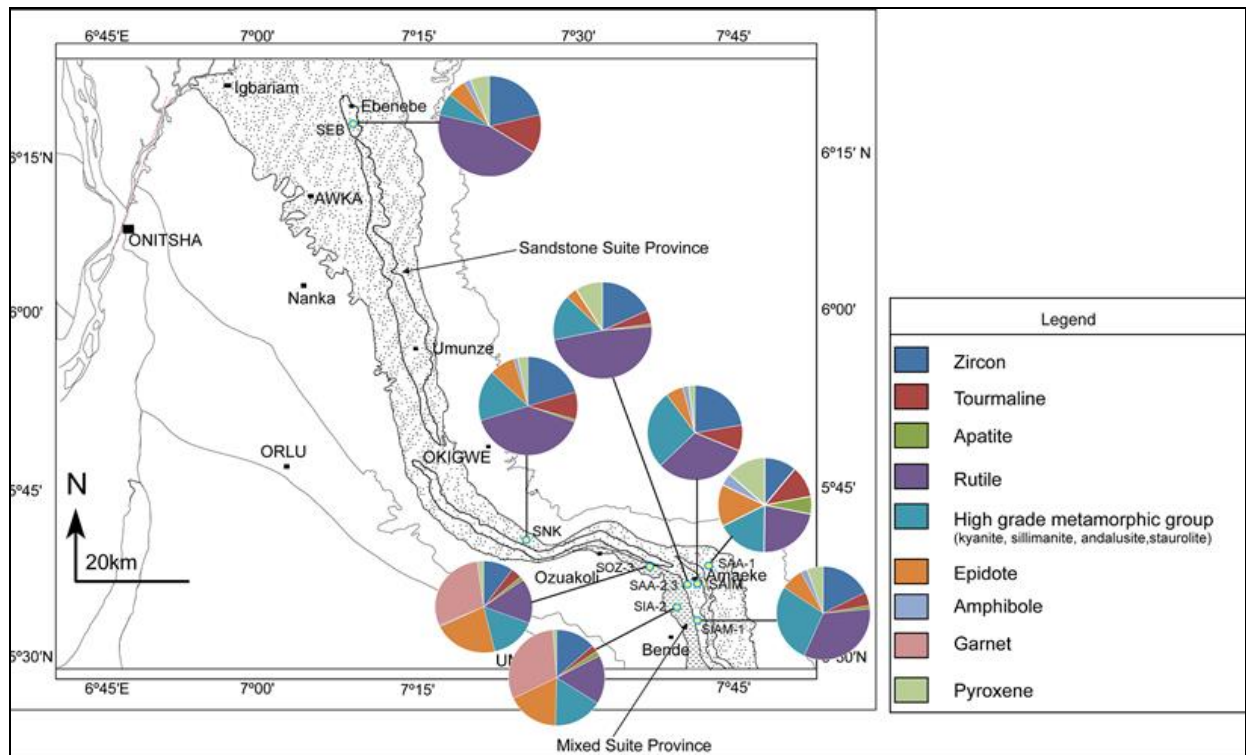 6°45'E
7°00'
7°15'
7°30'
7°45'
Igbariam
Ebenebe
SEB
6°15'N
6°15' N
AWKA
ONITSHA
Sandstone Suite Province
Nanka
6°00'
6°00'
Umunze
Legend
Zircon
Tourmaline
Apatite
Rutile
High grade metamorphic group
(kyanite, sillimanite, andalusite,staurolite)
Epidote
Amphibole
Garnet
Pyroxene
ORLU
OKIGWE
5°45'
5°45'
N
20km
SNK
SOZ-3
Ozuakoli
SAA-1
Amaeke
SAA-2,3
SAIM
SIA-2
SIAM-1
Bende
5°30'
6°45'E
7°00'
7°15'
7°45'
Mixed Suite Province